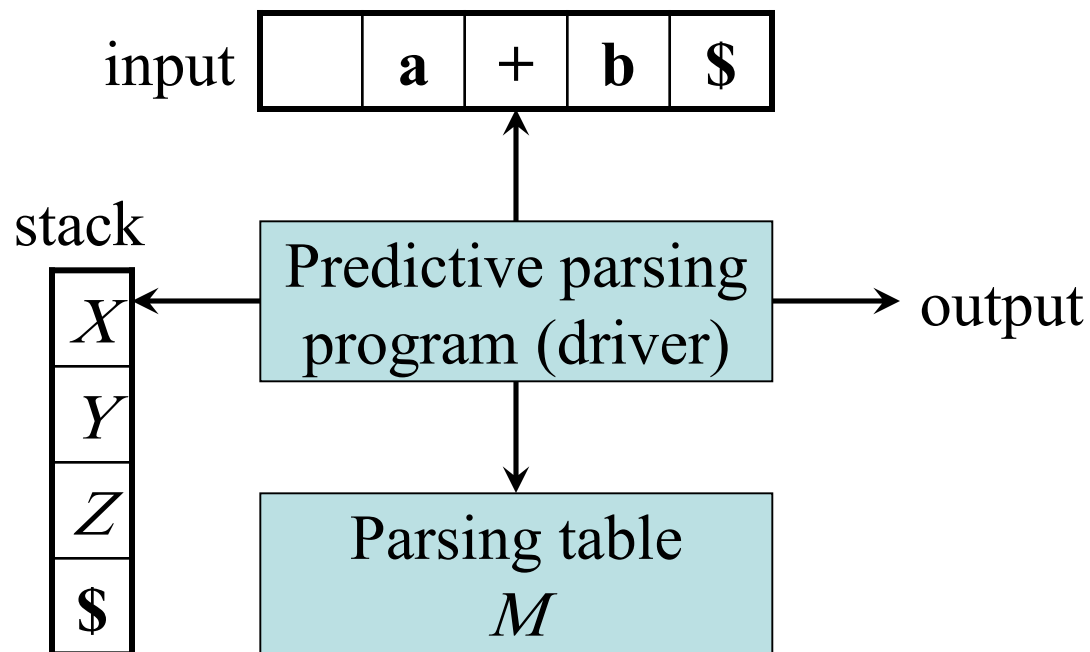 input a + b $
stack
Predictive parsing
program (driver)
output
X
Y
Z
$
Parsing table
M